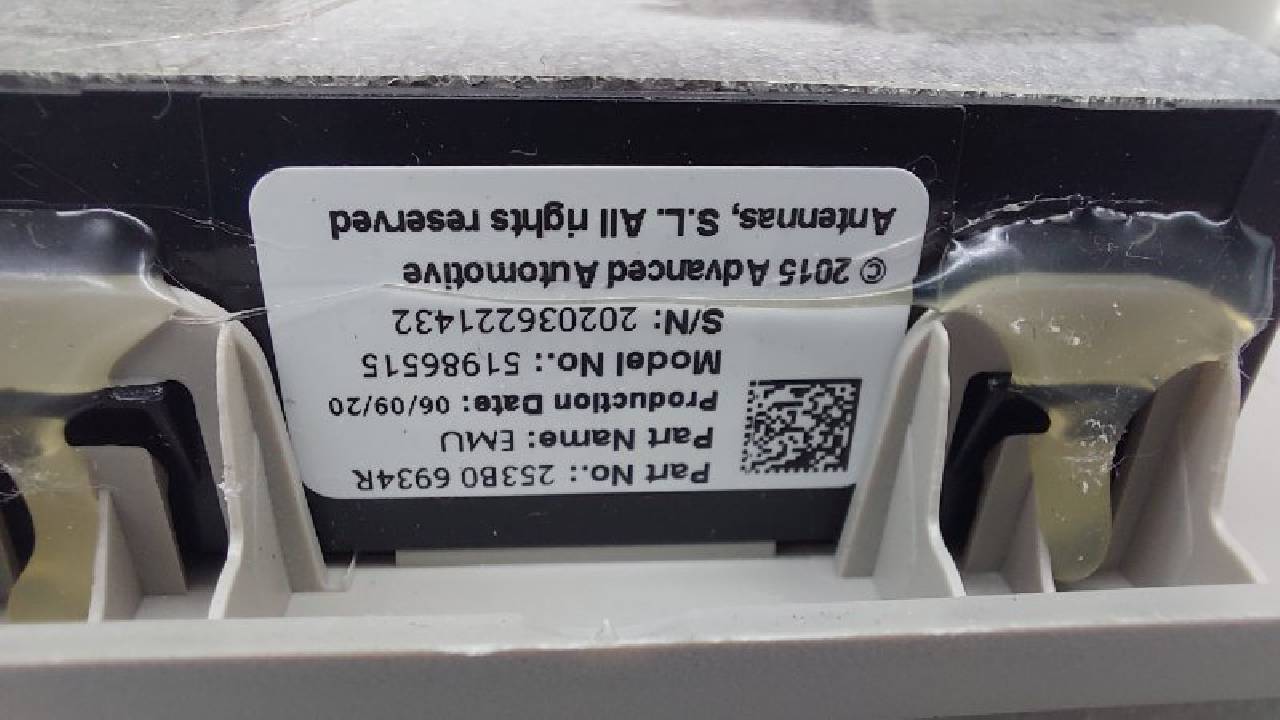 Part No.: 253B0 6934R
Part Name: EMU
Production Date: 06/09/20
Model No.: 51986515
S/N: 202036221432
© 2015 Advanced Automotive
Antennas, S.L. All rights reserved